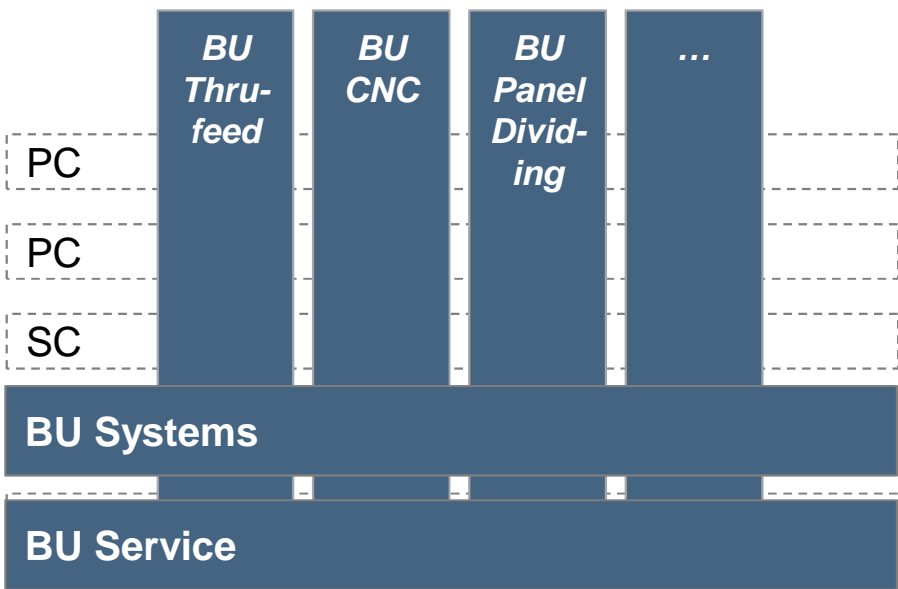 BU
Thru-
feed
BU
CNC
BU
Panel
Divid-
ing
…
PC
PC
SC
BU Systems
BU Service